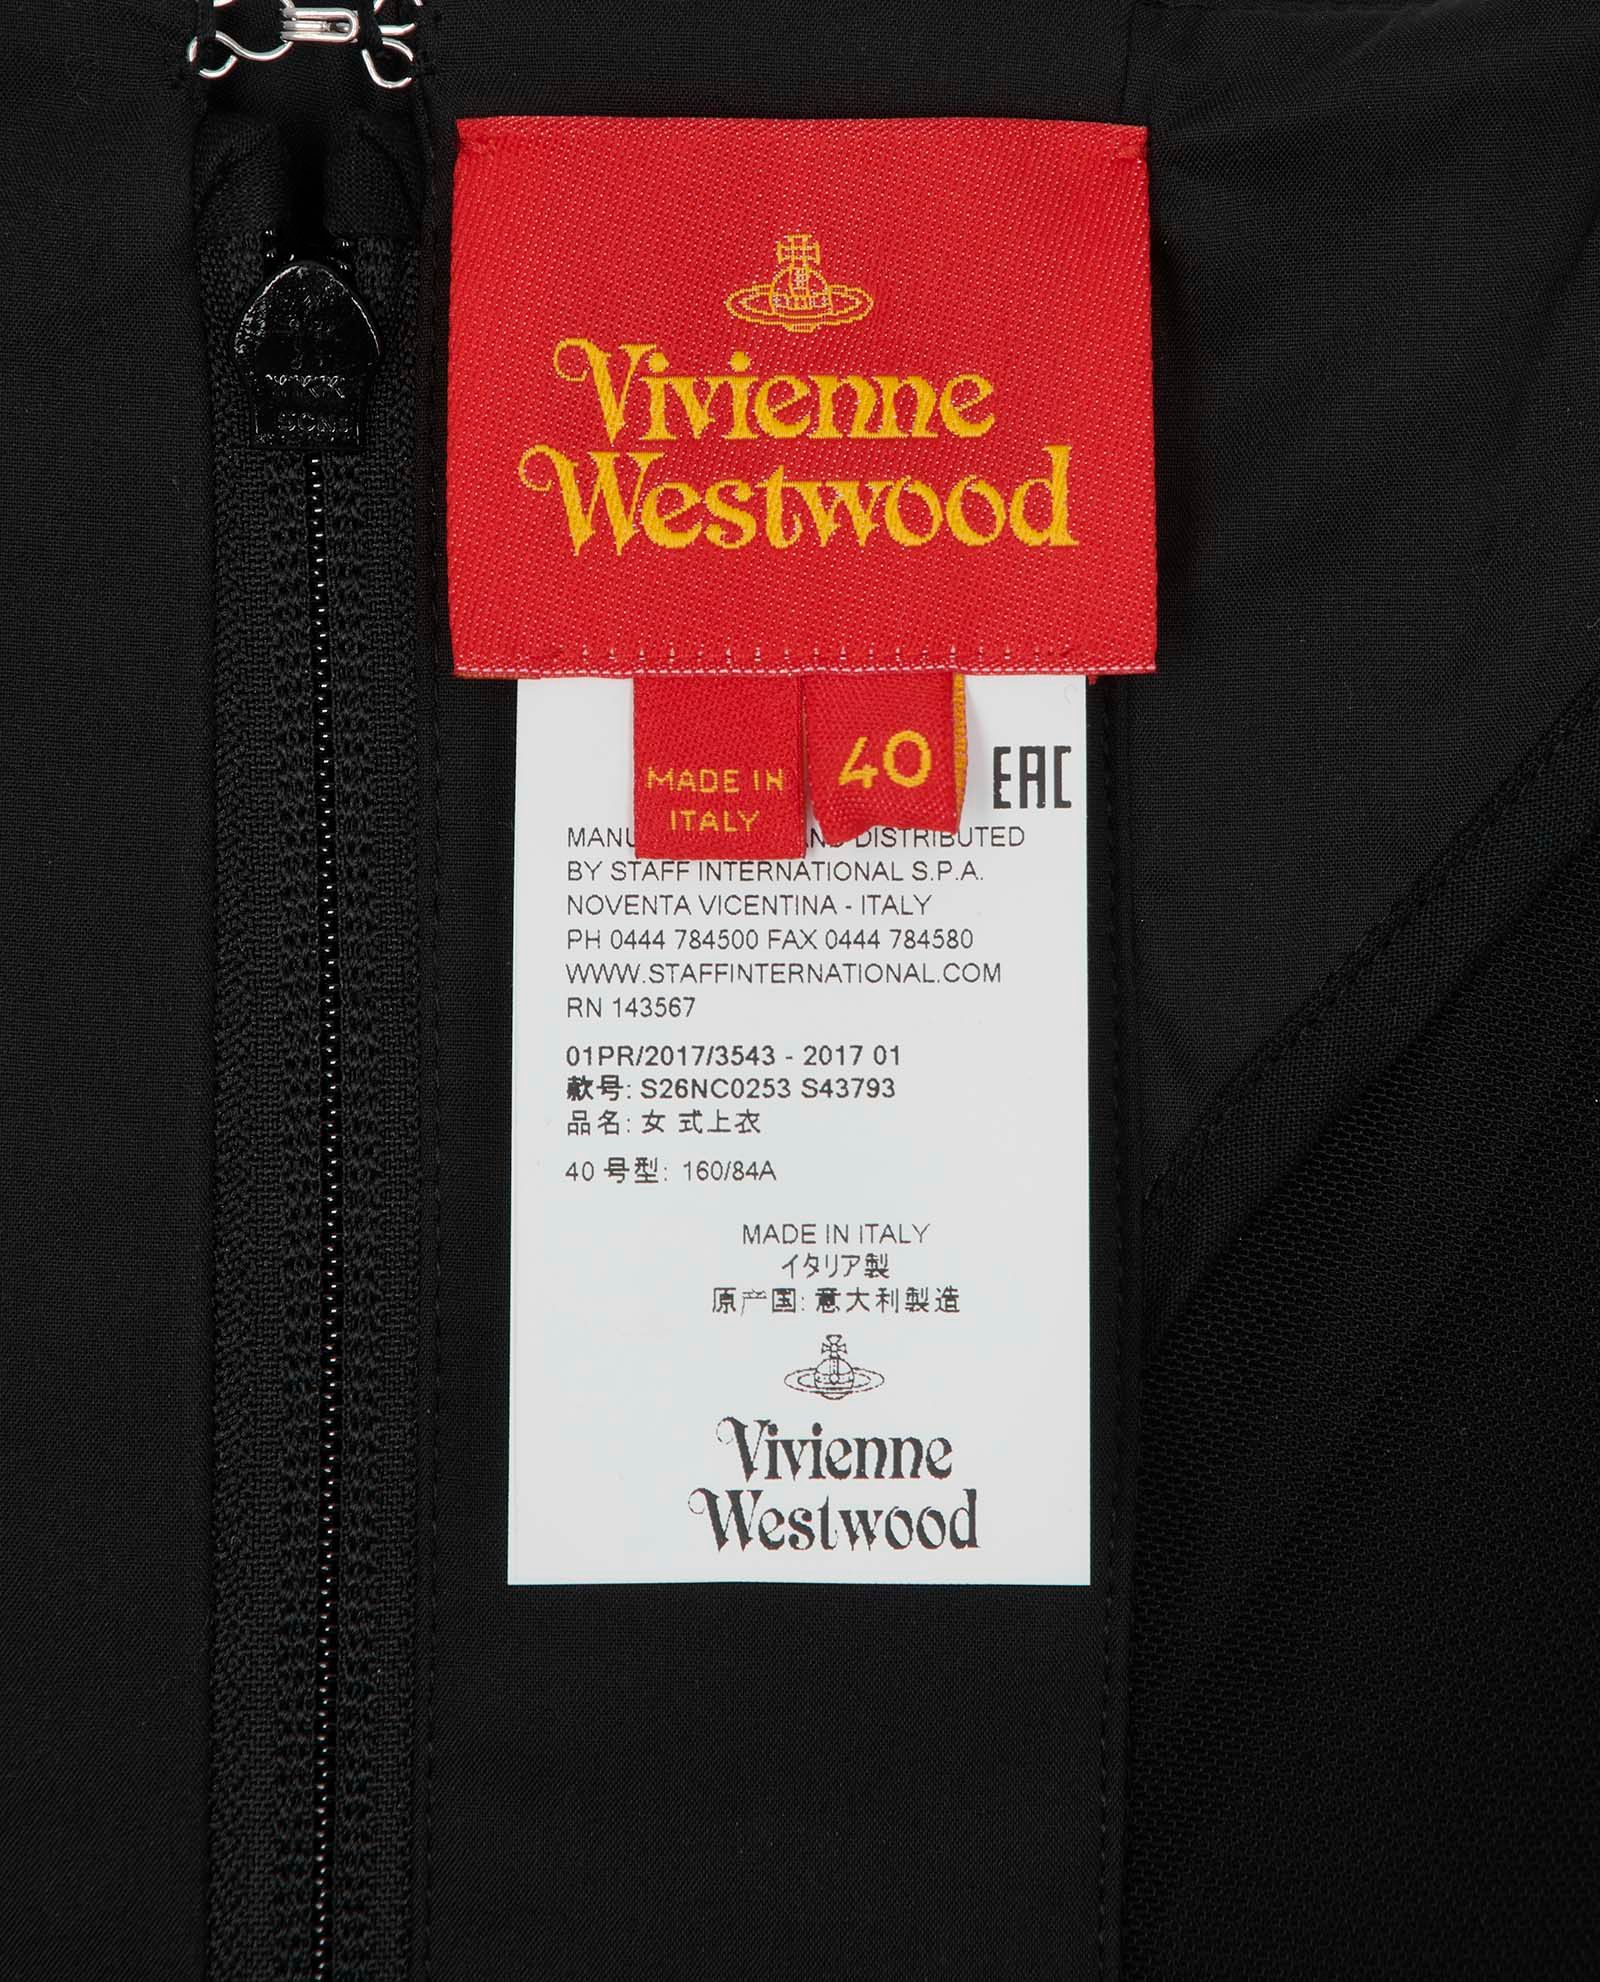 Vivienne
Westwood
MADE IN
ITALY
40
EAC
DISTRIBUTED
BY STAFF INTERNATIONAL S.P.A.
NOVENTA VICENTINA - ITALY
PH 0444 784500 FAX 0444 784580
WWW.STAFFINTERNATIONAL.COM
RN 143567
01PR/2017/3543 - 2017 01
款号: S26NC0253 S43793
品名: 女 式上衣
40 号型: 160/84A
MADE IN ITALY
イタリア製
原产国: 意大利製造
Vivienne
Westwood